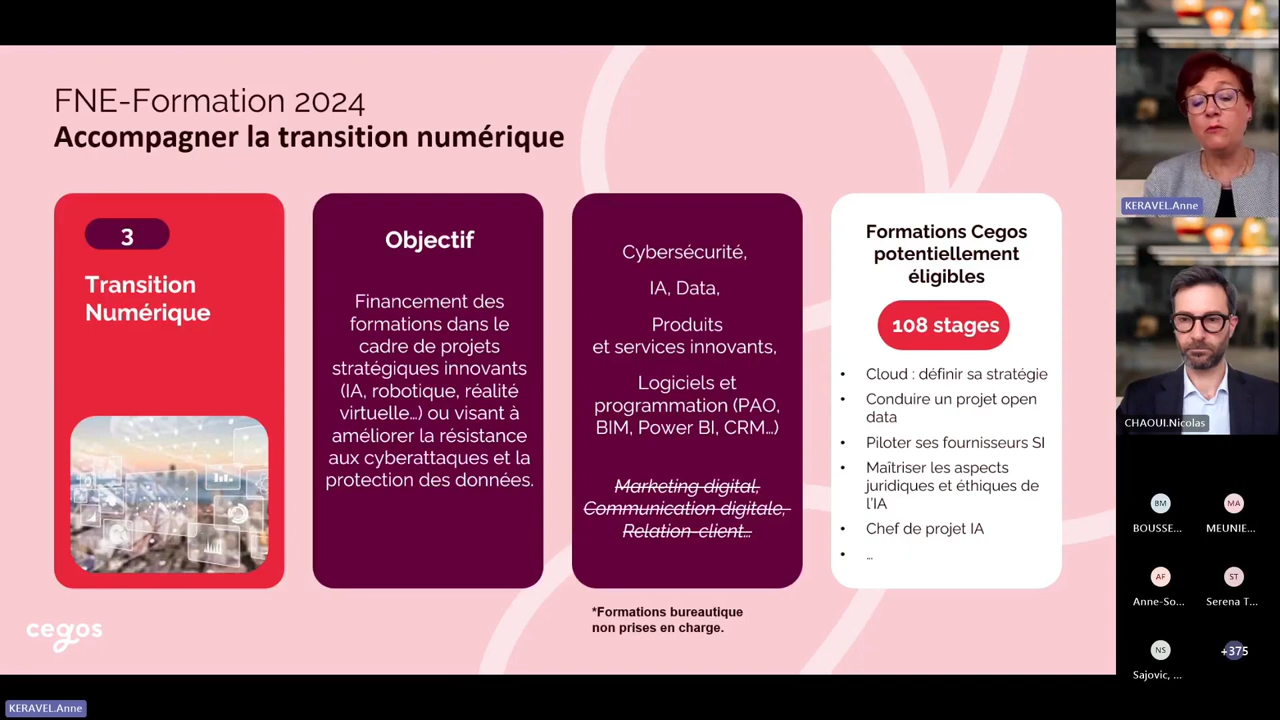 FNE-Formation 2024
Accompagner la transition numérique
3
Transition
Numérique
Objectif
Financement des
formations dans le
cadre de projets
stratégiques innovants
(IA, robotique, réalité
virtuelle…) ou visant à
améliorer la résistance
aux cyberattaques et la
protection des données.
Cybersécurité,
IA, Data,
Produits
et services innovants,
Logiciels et
programmation (PAO,
BIM, Power BI, CRM…)
Marketing digital,
Communication digitale,
Relation-client…
*Formations bureautique
non prises en charge.
Formations Cegos
potentiellement
éligibles
108 stages
• Cloud : définir sa stratégie
• Conduire un projet open
data
• Piloter ses fournisseurs SI
• Maîtriser les aspects
juridiques et éthiques de
l'IA
• Chef de projet IA
• …
cegos
KERAVEL.Anne
KERAVEL.Anne
CHAOUI.Nicolas
BM
MA
BOUSSE...
MEUNIE...
AF
ST
Anne-So...
Serena T...
NS
+375
Sajovic, ...